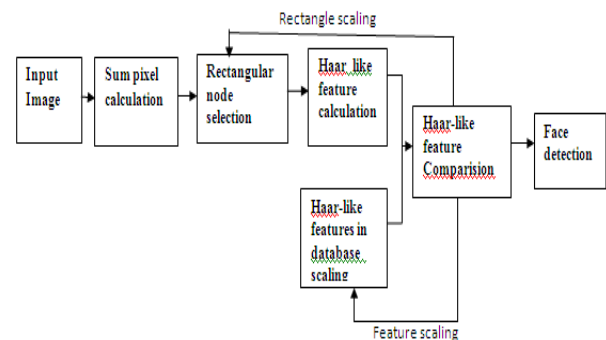 Rectangle scaling
Input
Image
Sum pixel
calculation
Rectangular
node
selection
Haar like
feature
calculation
Haar-like
feature
Comparision
Face
detection
Haar-like
features in
database
scaling
Feature scaling